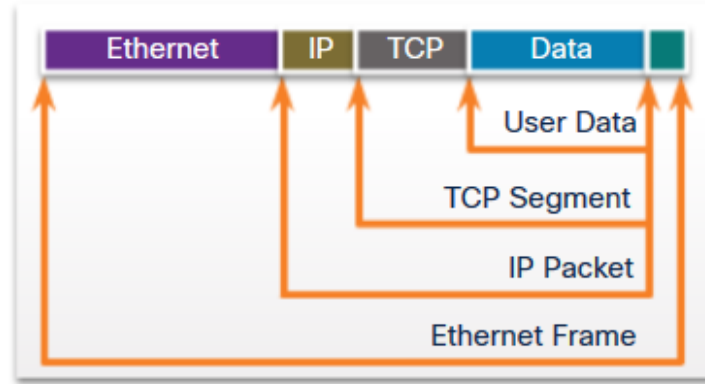 Ethernet IP TCP Data
User Data
TCP Segment
IP Packet
Ethernet Frame